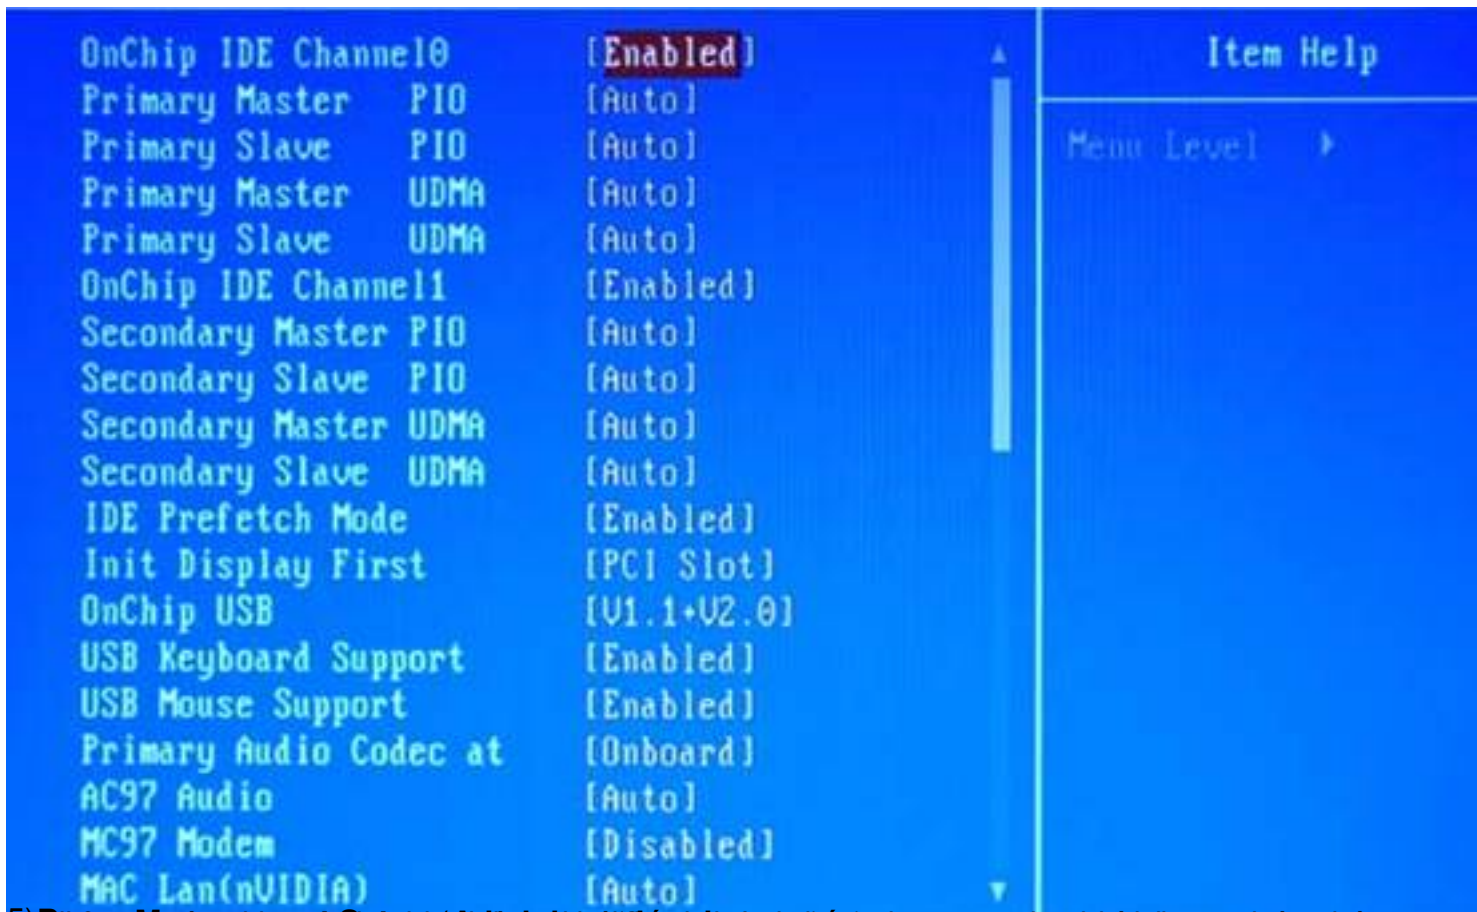 OnChip IDE Channel0 [Enabled]
Primary Master PIO [Auto]
Primary Slave PIO [Auto]
Primary Master UDMA [Auto]
Primary Slave UDMA [Auto]
OnChip IDE Channel1 [Enabled]
Secondary Master PIO [Auto]
Secondary Slave PIO [Auto]
Secondary Master UDMA [Auto]
Secondary Slave UDMA [Auto]
IDE Prefetch Mode [Enabled]
Init Display First [PCI Slot]
OnChip USB [V1.1+V2.0]
USB Keyboard Support [Enabled]
USB Mouse Support [Enabled]
Primary Audio Codec at [Onboard]
AC97 Audio [Auto]
MC97 Modem [Disabled]
MAC Lan(nVIDIA) [Auto]
Item Help
Menu Level